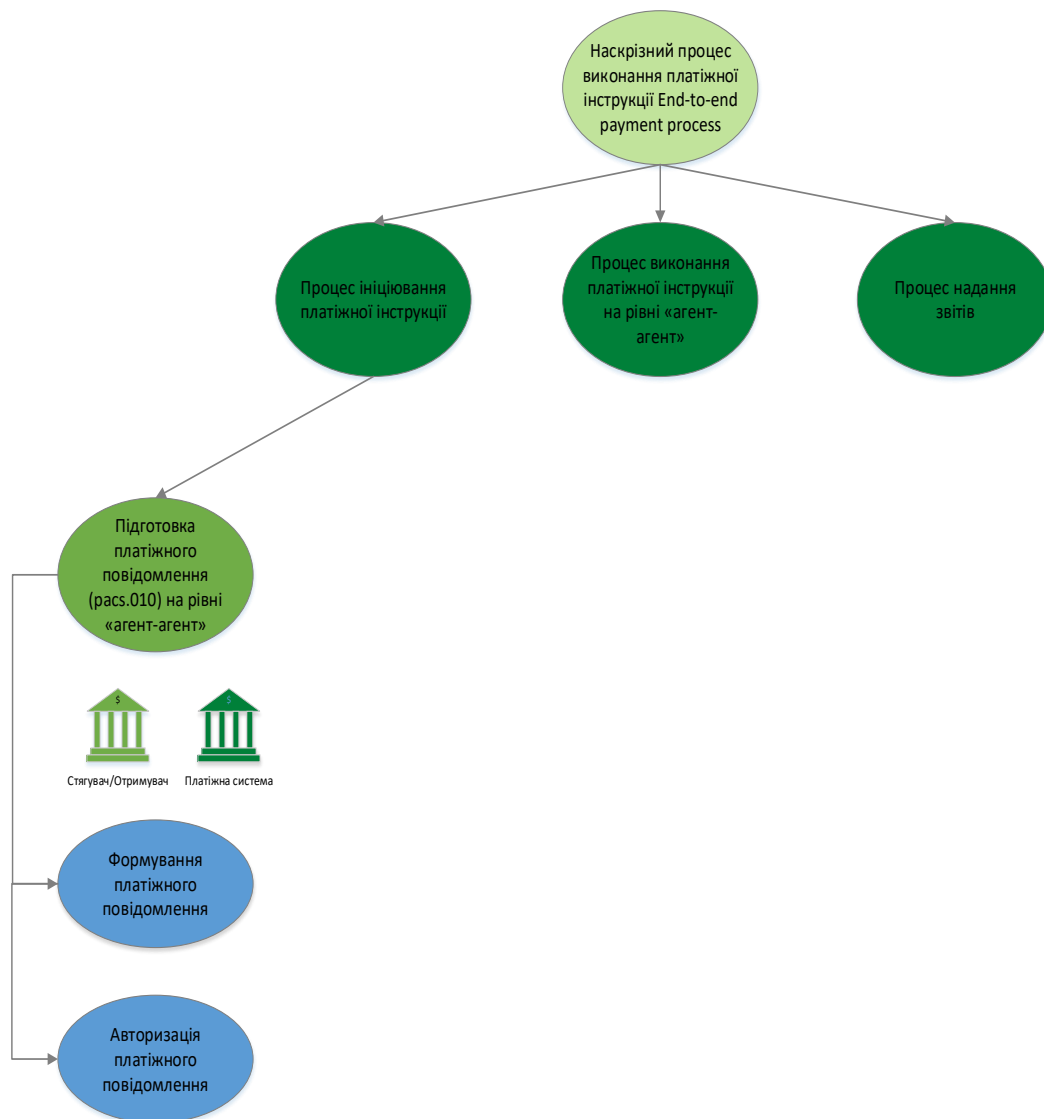 Наскрізний процес
виконання платіжної
інструкції End-to-end
payment process
Процес ініціювання
платіжної інструкції
Процес виконання
платіжної інструкції
на рівні «агент-
агент»
Процес надання
звітів
Підготовка
платіжного
повідомлення
(pacs.010) на рівні
«агент-агент»
$
$
Стягувач/Отримувач
Платіжна система
Формування
платіжного
повідомлення
Авторизація
платіжного
повідомлення